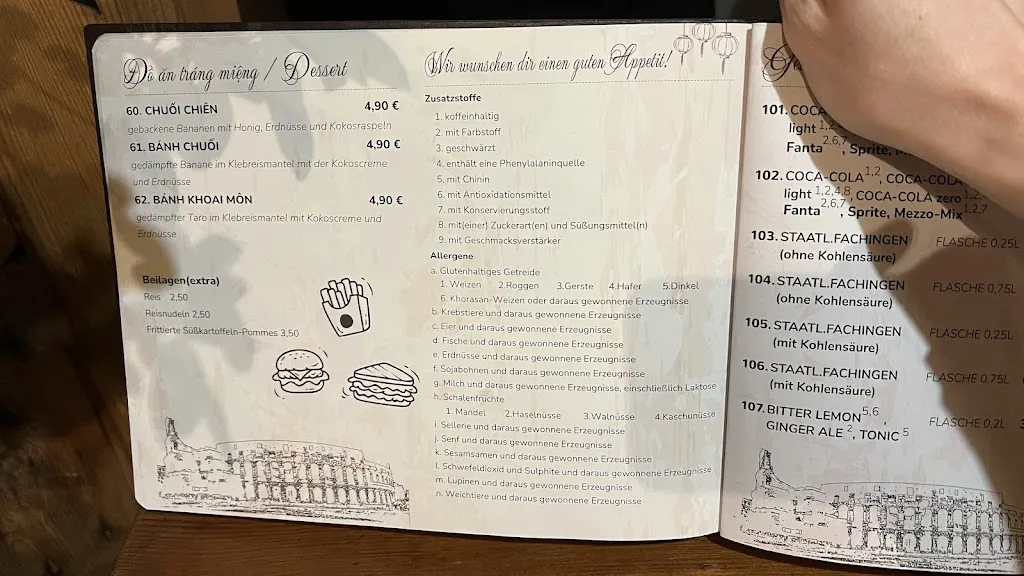 Đồ ăn tráng miệng / Dessert
60. CHUỐI CHIÊN 4,90 €
gebackene Bananen mit Honig, Erdnüsse und Kokosraspeln
61. BÁNH CHUỐI 4,90 €
gedämpfte Banane im Klebreismantel mit der Kokoscreme
und Erdnüsse
62. BÁNH KHOAI MÔN 4,90 €
gedämpfter Taro im Klebreismantel mit Kokoscreme und
Erdnüsse
Beilagen(extra)
Reis 2,50
Reisnudeln 2,50
Frittierte Süßkartoffeln-Pommes 3,50
Wir wunschen dir einen guten Appetit!
Zusatzstoffe
1. koffeinhaltig
2. mit Farbstoff
3. geschwärzt
4. enthält eine Phenylalaninquelle
5. mit Chinin
6. mit Antioxidationsmittel
7. mit Konservierungsstoff
8. mit(einer) Zuckerart(en) und Süßungsmittel(n)
9. mit Geschmacksverstärker
Allergene
a. Glutenhaltiges Getreide
1. Weizen 2.Roggen 3.Gerste 4.Hafer 5.Dinkel
6. Khorasan-Weizen oder daraus gewonnene Erzeugnisse
b. Krebstiere und daraus gewonnene Erzeugnisse
c. Eier und daraus gewonnene Erzeugnisse
d. Fische und daraus gewonnene Erzeugnisse
e. Erdnüsse und daraus gewonnene Erzeugnisse
f. Sojabohnen und daraus gewonnene Erzeugnisse
g. Milch und daraus gewonnene Erzeugnisse, einschließlich Laktose
h. Schalenfrüchte
1. Mandel 2.Haselnüsse 3.Walnüsse 4.Kaschunüsse
i. Sellerie und daraus gewonnene Erzeugnisse
j. Senf und daraus gewonnene Erzeugnisse
k. Sesamsamen und daraus gewonnene Erzeugnisse
l. Schwefeldioxid und Sulphite und daraus gewonnene Erzeugnisse
m. Lupinen und daraus gewonnene Erzeugnisse
n. Weichtiere und daraus gewonnene Erzeugnisse
101. COCA
light 1,2
Fanta 2,6,7, Sprite,
102. COCA-COLA 1,2, COCA-COLA
light 1,2,4,8, COCA-COLA zero 1,2
Fanta 2,6,7, Sprite, Mezzo-Mix 1,2,7
103. STAATL.FACHINGEN FLASCHE 0,25L
(ohne Kohlensäure)
104. STAATL.FACHINGEN FLASCHE 0,75L
(ohne Kohlensäure)
105. STAATL.FACHINGEN FLASCHE 0,25L
(mit Kohlensäure)
106. STAATL.FACHINGEN FLASCHE 0,75L
(mit Kohlensäure)
107. BITTER LEMON 5,6 FLASCHE 0,2L
GINGER ALE 2, TONIC 5